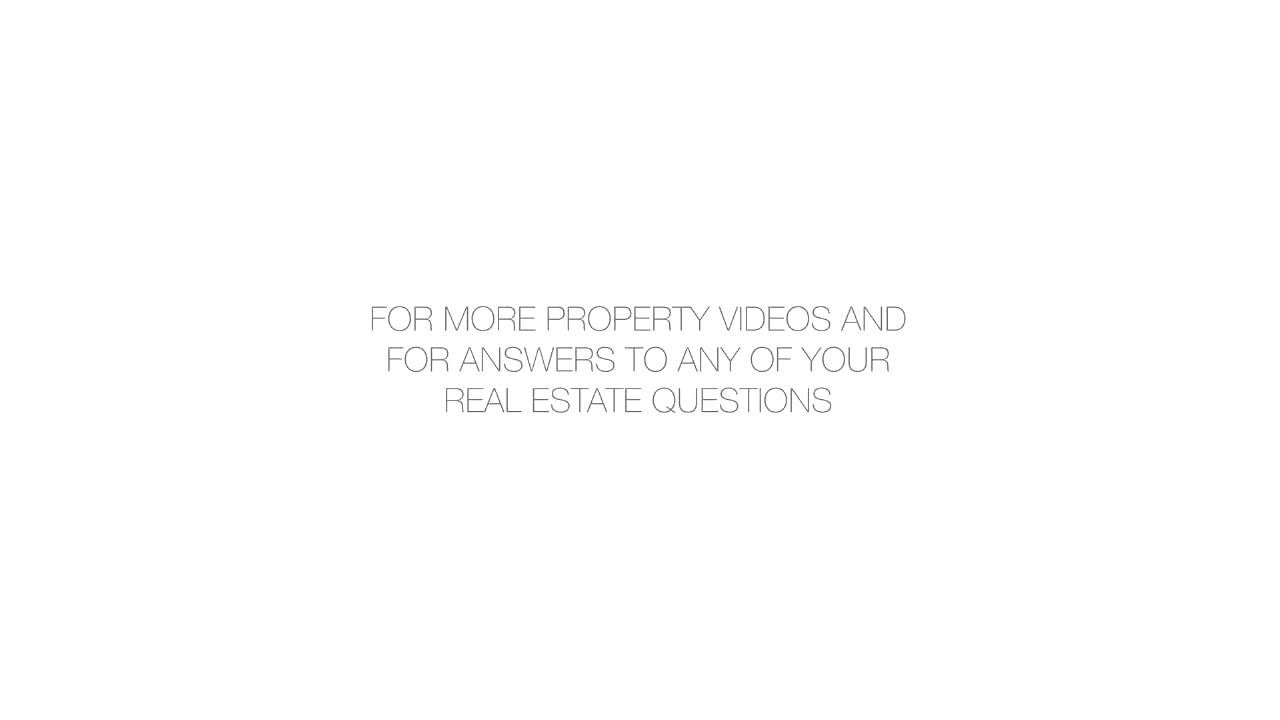 FOR MORE PROPERTY VIDEOS AND
FOR ANSWERS TO ANY OF YOUR
REAL ESTATE QUESTIONS